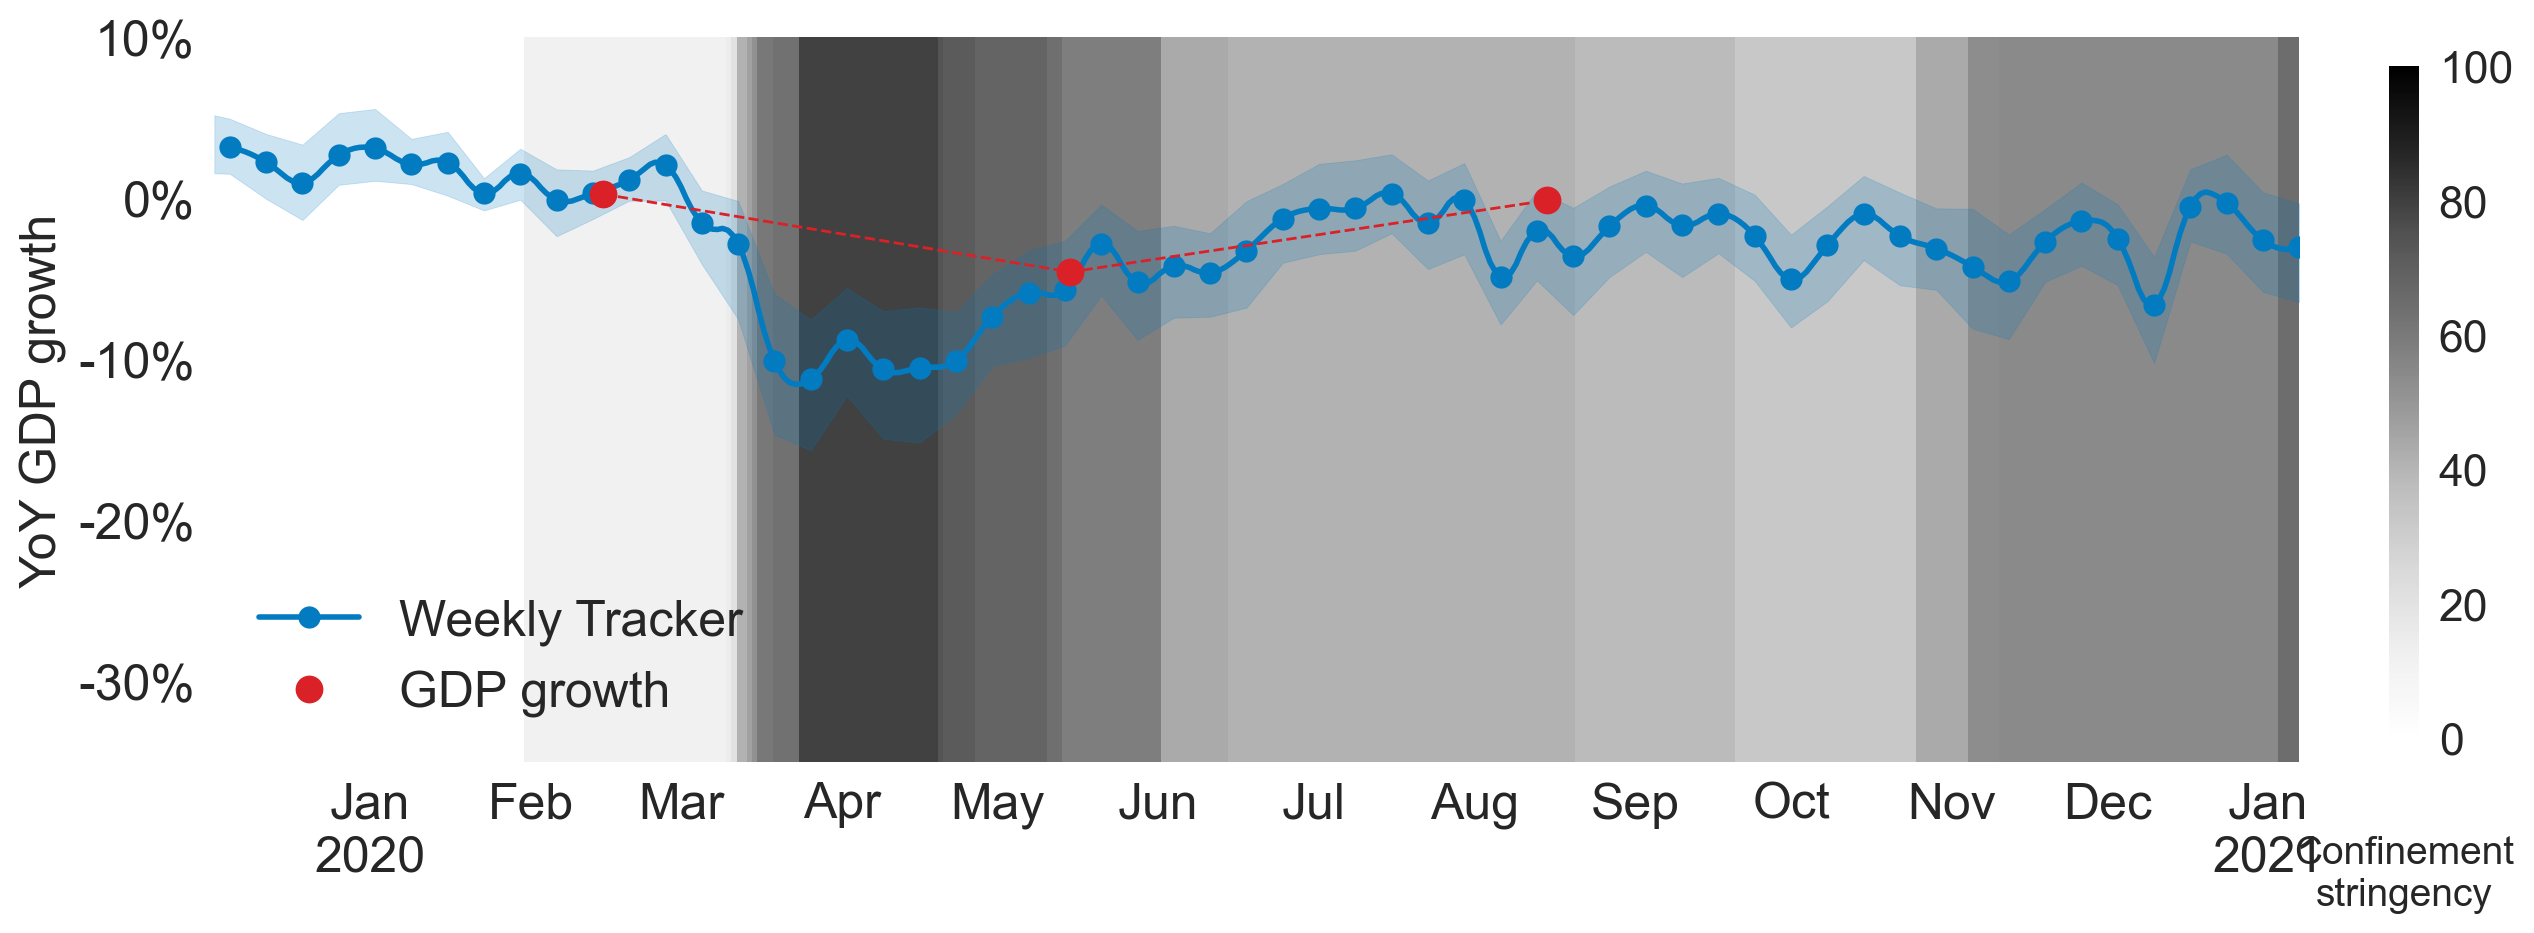 10%
0%
-10%
-20%
-30%
YoY GDP growth
Weekly Tracker
GDP growth
Jan Feb Mar Apr May Jun Jul Aug Sep Oct Nov Dec Jan
2020 2021
100
80
60
40
20
0
Confinement
stringency